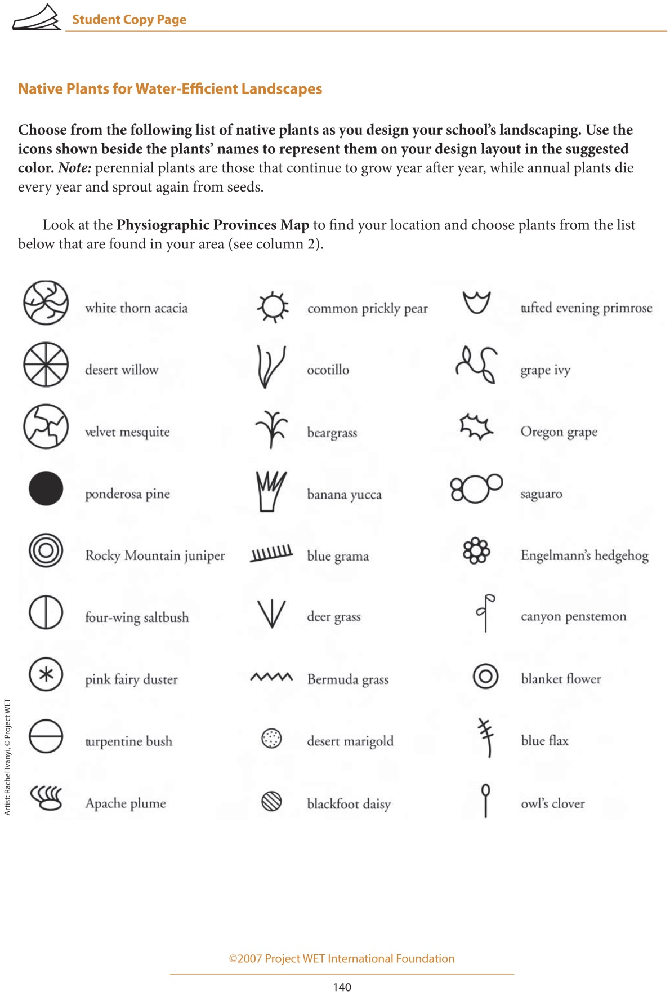 Student Copy Page
Native Plants for Water-Efficient Landscapes
Choose from the following list of native plants as you design your school’s landscaping. Use the
icons shown beside the plants’ names to represent them on your design layout in the suggested
color. Note: perennial plants are those that continue to grow year after year, while annual plants die
every year and sprout again from seeds.
Look at the Physiographic Provinces Map to find your location and choose plants from the list
below that are found in your area (see column 2).
white thorn acacia
desert willow
velvet mesquite
ponderosa pine
Rocky Mountain juniper
four-wing saltbush
pink fairy duster
turpentine bush
Apache plume
common prickly pear
ocotillo
beargrass
banana yucca
blue grama
deer grass
Bermuda grass
desert marigold
blackfoot daisy
tufted evening primrose
grape ivy
Oregon grape
saguaro
Engelmann’s hedgehog
canyon penstemon
blanket flower
blue flax
owl’s clover
Artist: Rachel Ivanyi, © Project WET
©2007 Project WET International Foundation
140